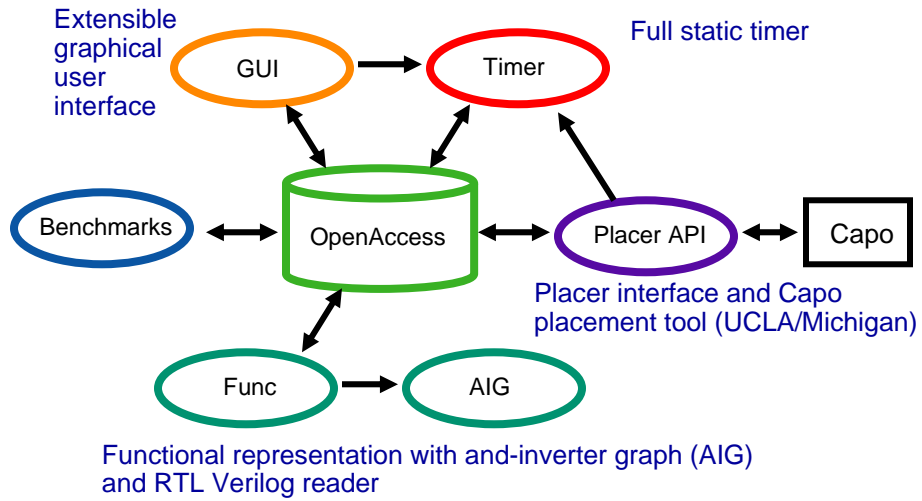 Extensible
graphical
user
interface
GUI
Timer
Full static timer
Benchmarks
OpenAccess
Placer API
Capo
Placer interface and Capo
placement tool (UCLA/Michigan)
Func
AIG
Functional representation with and-inverter graph (AIG)
and RTL Verilog reader